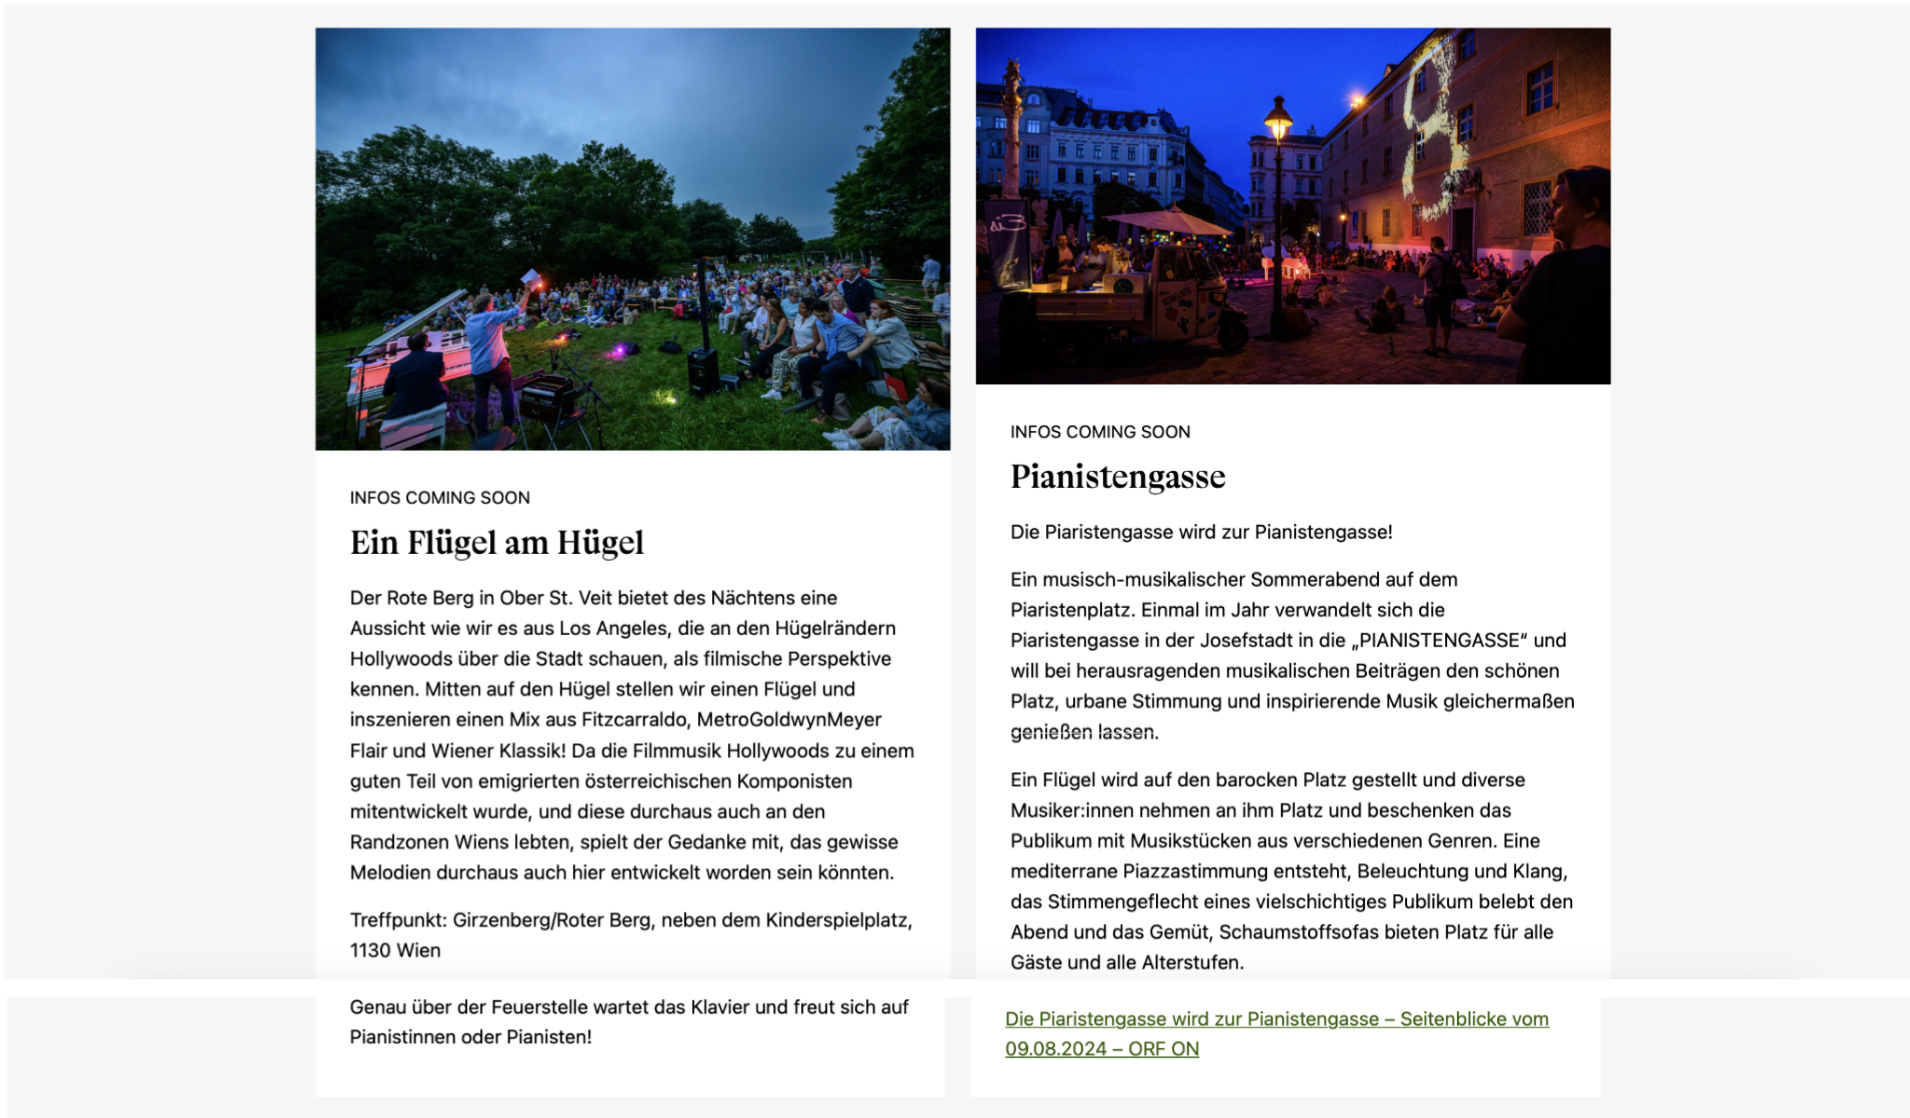 INFOS COMING SOON
Ein Flügel am Hügel
Der Rote Berg in Ober St. Veit bietet des Nächtens eine
Aussicht wie wir es aus Los Angeles, die an den Hügelrändern
Hollywoods über die Stadt schauen, als filmische Perspektive
kennen. Mitten auf den Hügel stellen wir einen Flügel und
inszenieren einen Mix aus Fitzcarraldo, MetroGoldwynMeyer
Flair und Wiener Klassik! Da die Filmmusik Hollywoods zu einem
guten Teil von emigrierten österreichischen Komponisten
mitentwickelt wurde, und diese durchaus auch an den
Randzonen Wiens lebten, spielt der Gedanke mit, das gewisse
Melodien durchaus auch hier entwickelt worden sein könnten.
Treffpunkt: Girzenberg/Roter Berg, neben dem Kinderspielplatz,
1130 Wien
Genau über der Feuerstelle wartet das Klavier und freut sich auf
Pianistinnen oder Pianisten!
Eis
INFOS COMING SOON
Pianistengasse
Die Piaristengasse wird zur Pianistengasse!
Ein musisch-musikalischer Sommerabend auf dem
Piaristenplatz. Einmal im Jahr verwandelt sich die
Piaristengasse in der Josefstadt in die „PIANISTENGASSE“ und
will bei herausragenden musikalischen Beiträgen den schönen
Platz, urbane Stimmung und inspirierende Musik gleichermaßen
genießen lassen.
Ein Flügel wird auf den barocken Platz gestellt und diverse
Musiker:innen nehmen an ihm Platz und beschenken das
Publikum mit Musikstücken aus verschiedenen Genren. Eine
mediterrane Piazzastimmung entsteht, Beleuchtung und Klang,
das Stimmengeflecht eines vielschichtiges Publikum belebt den
Abend und das Gemüt, Schaumstoffsofas bieten Platz für alle
Gäste und alle Alterstufen.
Die Piaristengasse wird zur Pianistengasse – Seitenblicke vom
09.08.2024 – ORF ON